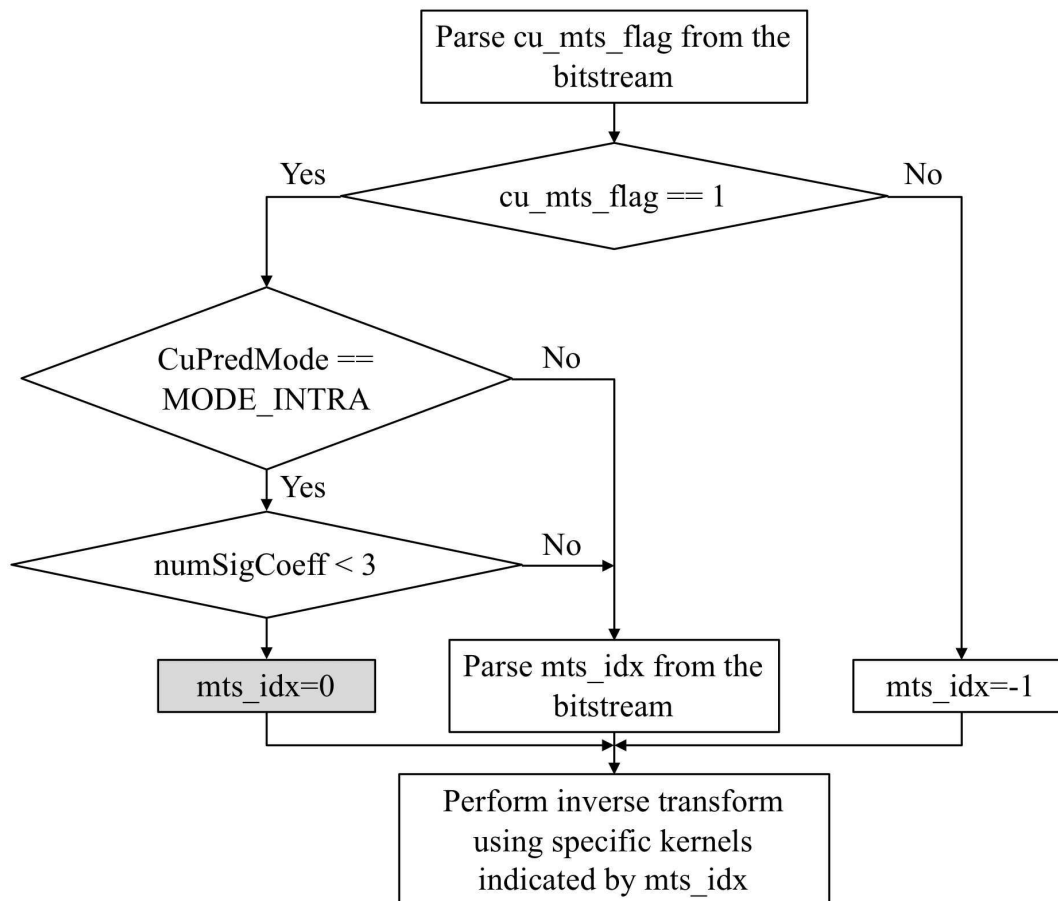 Parse cu_mts_flag from the
bitstream
Yes
No
cu_mts_flag == 1
CuPredMode ==
MODE_INTRA
No
Yes
numSigCoeff < 3
No
mts_idx=0
Parse mts_idx from the
bitstream
mts_idx=-1
Perform inverse transform
using specific kernels
indicated by mts_idx